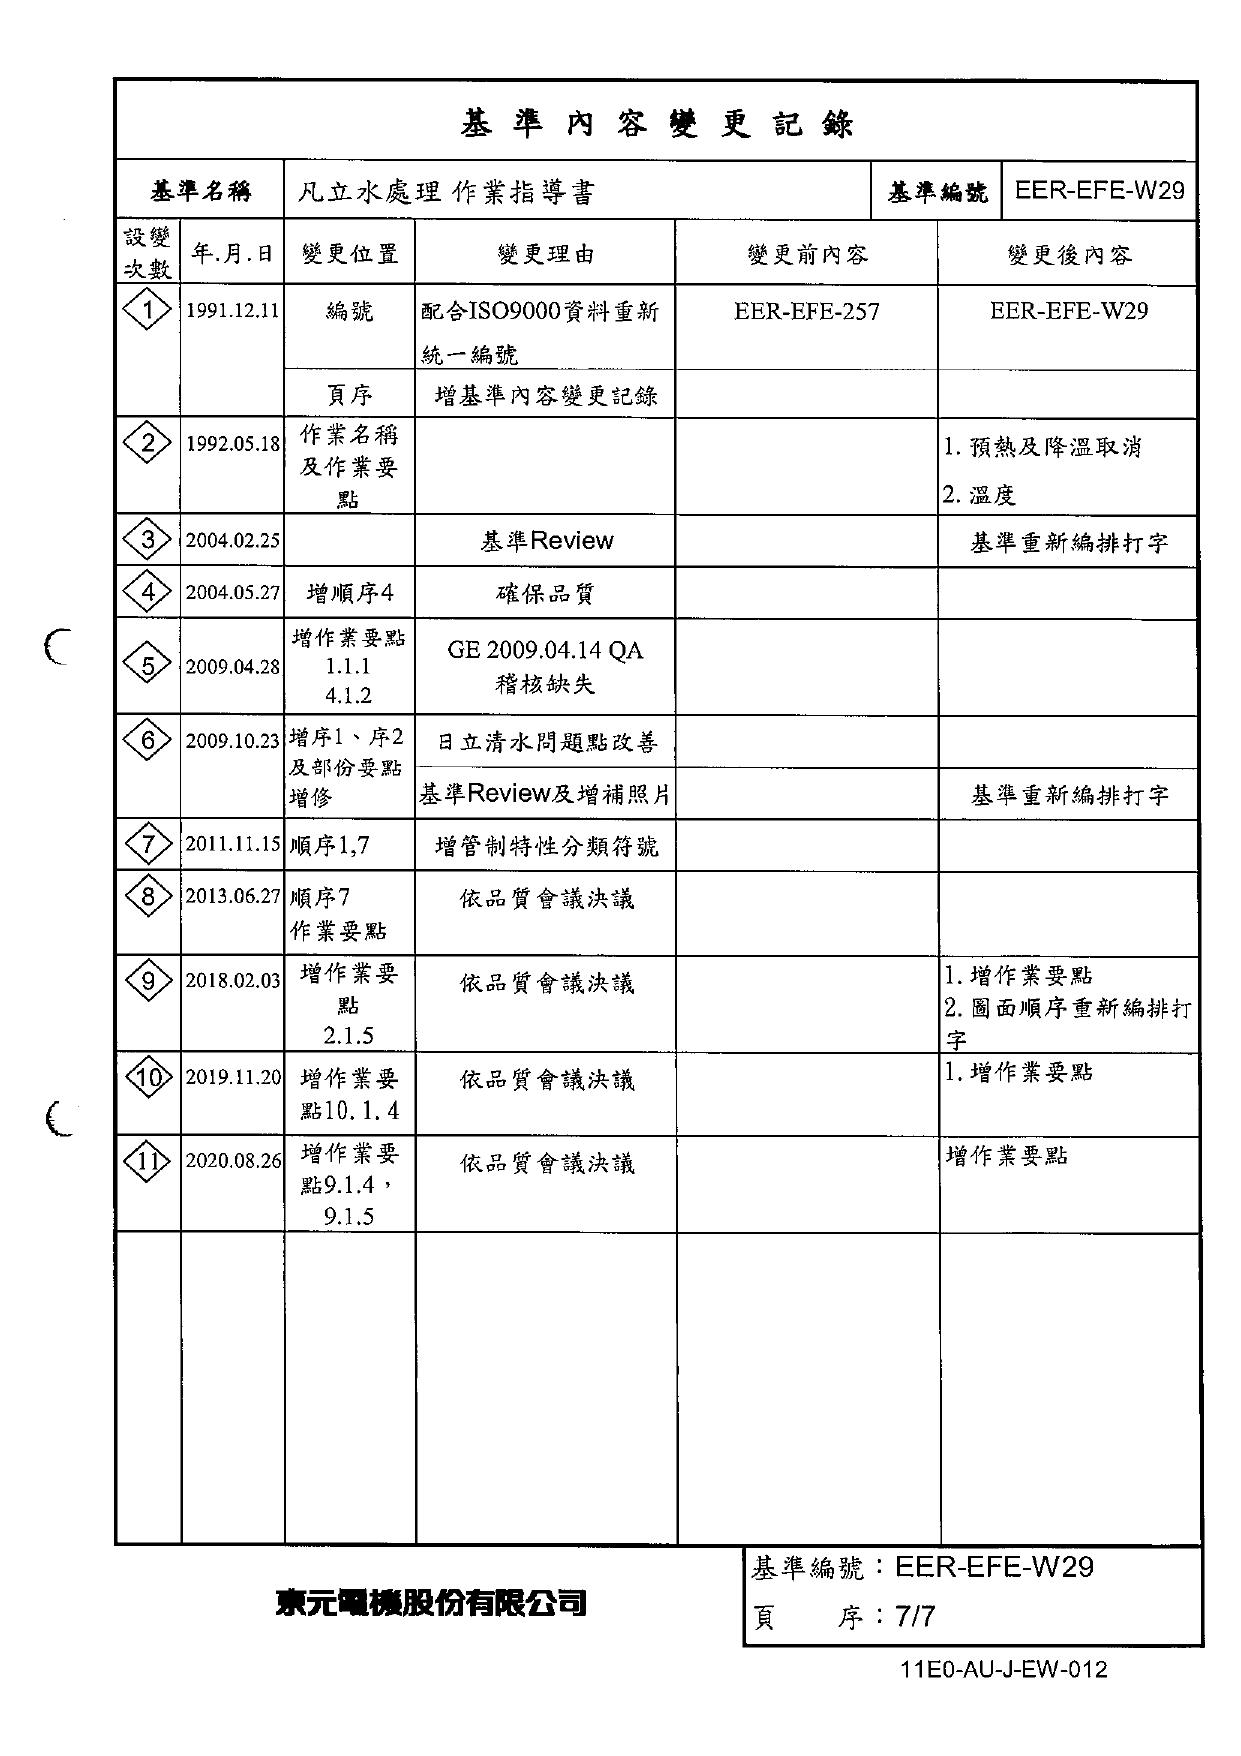 基準內容變更記錄
基準名稱 凡立水處理 作業指導書 基準編號 EER-EFE-W29
設變次數 年.月.日 變更位置 變更理由 變更前內容 變更後內容
1 1991.12.11 編號 配合ISO9000資料重新 EER-EFE-257 EER-EFE-W29
統一編號
頁序 增基準內容變更記錄
2 1992.05.18 作業名稱 1. 預熱及降溫取消
及作業要
點 2. 溫度
3 2004.02.25 基準Review 基準重新編排打字
4 2004.05.27 增順序4 確保品質
5 2009.04.28 增作業要點 GE 2009.04.14 QA
1.1.1 稽核缺失
4.1.2
6 2009.10.23 增序1、序2 日立清水問題點改善
及部份要點
增修 基準Review及增補照片 基準重新編排打字
7 2011.11.15 順序1,7 增管制特性分類符號
8 2013.06.27 順序7 依品質會議決議
作業要點
9 2018.02.03 增作業要 依品質會議決議 1. 增作業要點
點 2. 圖面順序重新編排打
2.1.5 字
10 2019.11.20 增作業要 依品質會議決議 1. 增作業要點
點10.1.4
11 2020.08.26 增作業要 依品質會議決議 增作業要點
點9.1.4，
9.1.5
基準編號：EER-EFE-W29
東元電機股份有限公司
頁 序：7/7
11E0-AU-J-EW-012